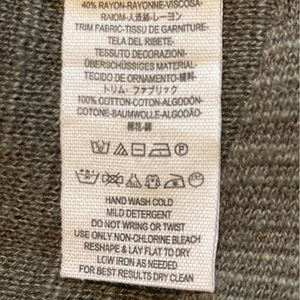 40% RAYON-RAYONNE-VISCOSA-
RAIOM-人造絲-レーヨン
TRIM FABRIC-TISSU DE GARNITURE-
TELA DEL RIBETE-
TESSUTO DECORAZIONI-
ÜBERSCHÜSSIGES MATERIAL-
TECIDO DE ORNAMENTO-輔料-
トリム・ファブリック
100% COTTON-COTON-ALGODÓN-
COTONE-BAUMWOLLE-ALGODÃO-
棉花-綿
HAND WASH COLD
MILD DETERGENT
DO NOT WRING OR TWIST
USE ONLY NON-CHLORINE BLEACH
RESHAPE & LAY FLAT TO DRY
LOW IRON AS NEEDED
FOR BEST RESULTS DRY CLEAN